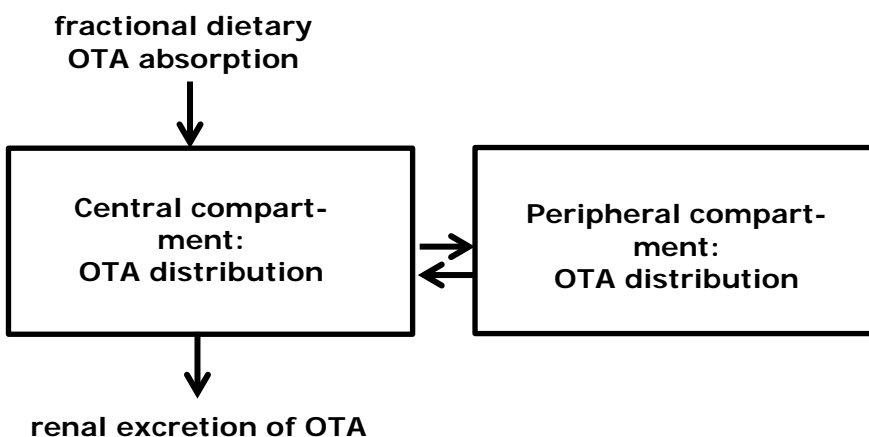 fractional dietary
OTA absorption
Central compart-
ment:
OTA distribution
Peripheral compart-
ment:
OTA distribution
renal excretion of OTA